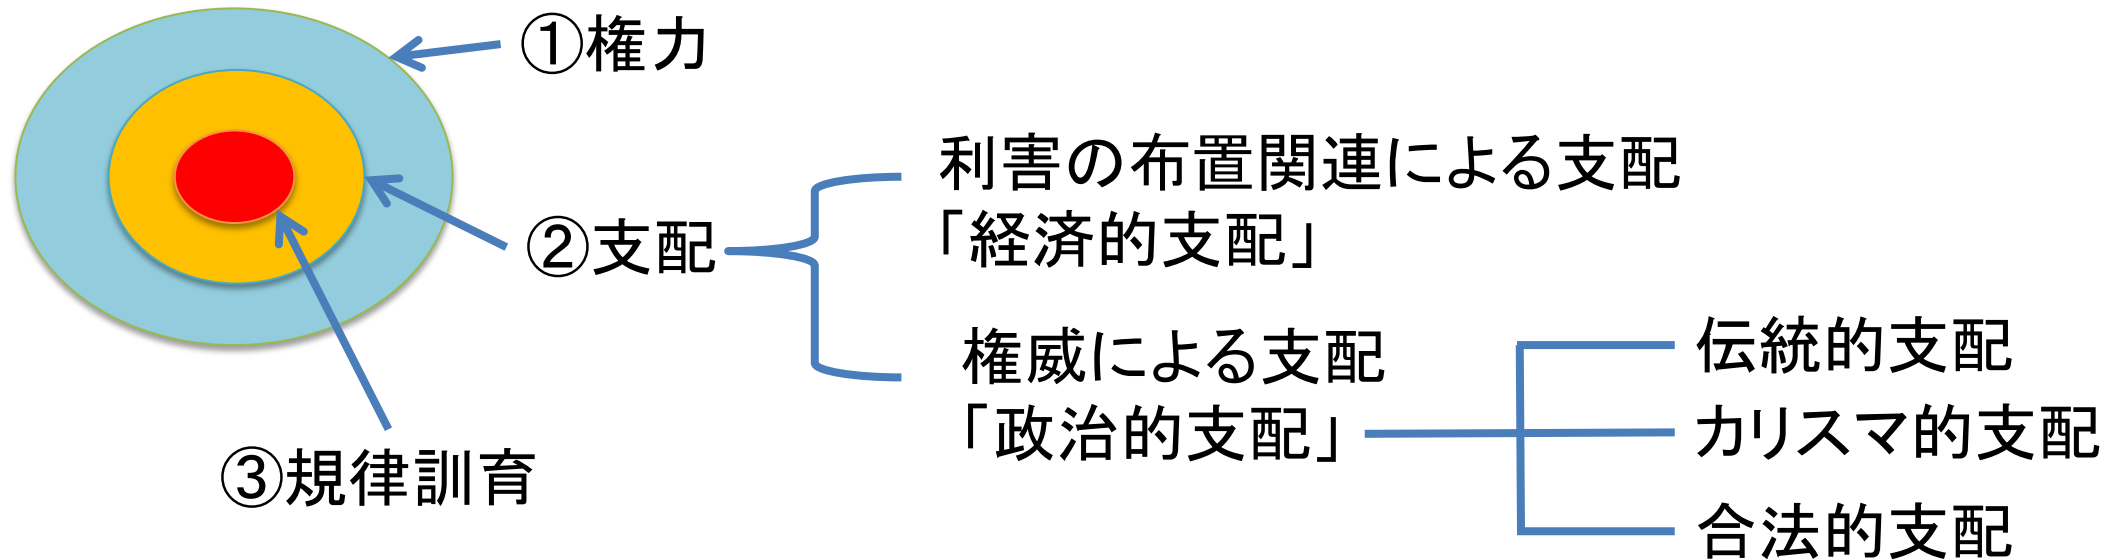 ①権力
利害の布置関連による支配
「経済的支配」
②支配
権威による支配
「政治的支配」
伝統的支配
カリスマ的支配
合法的支配
③規律訓育